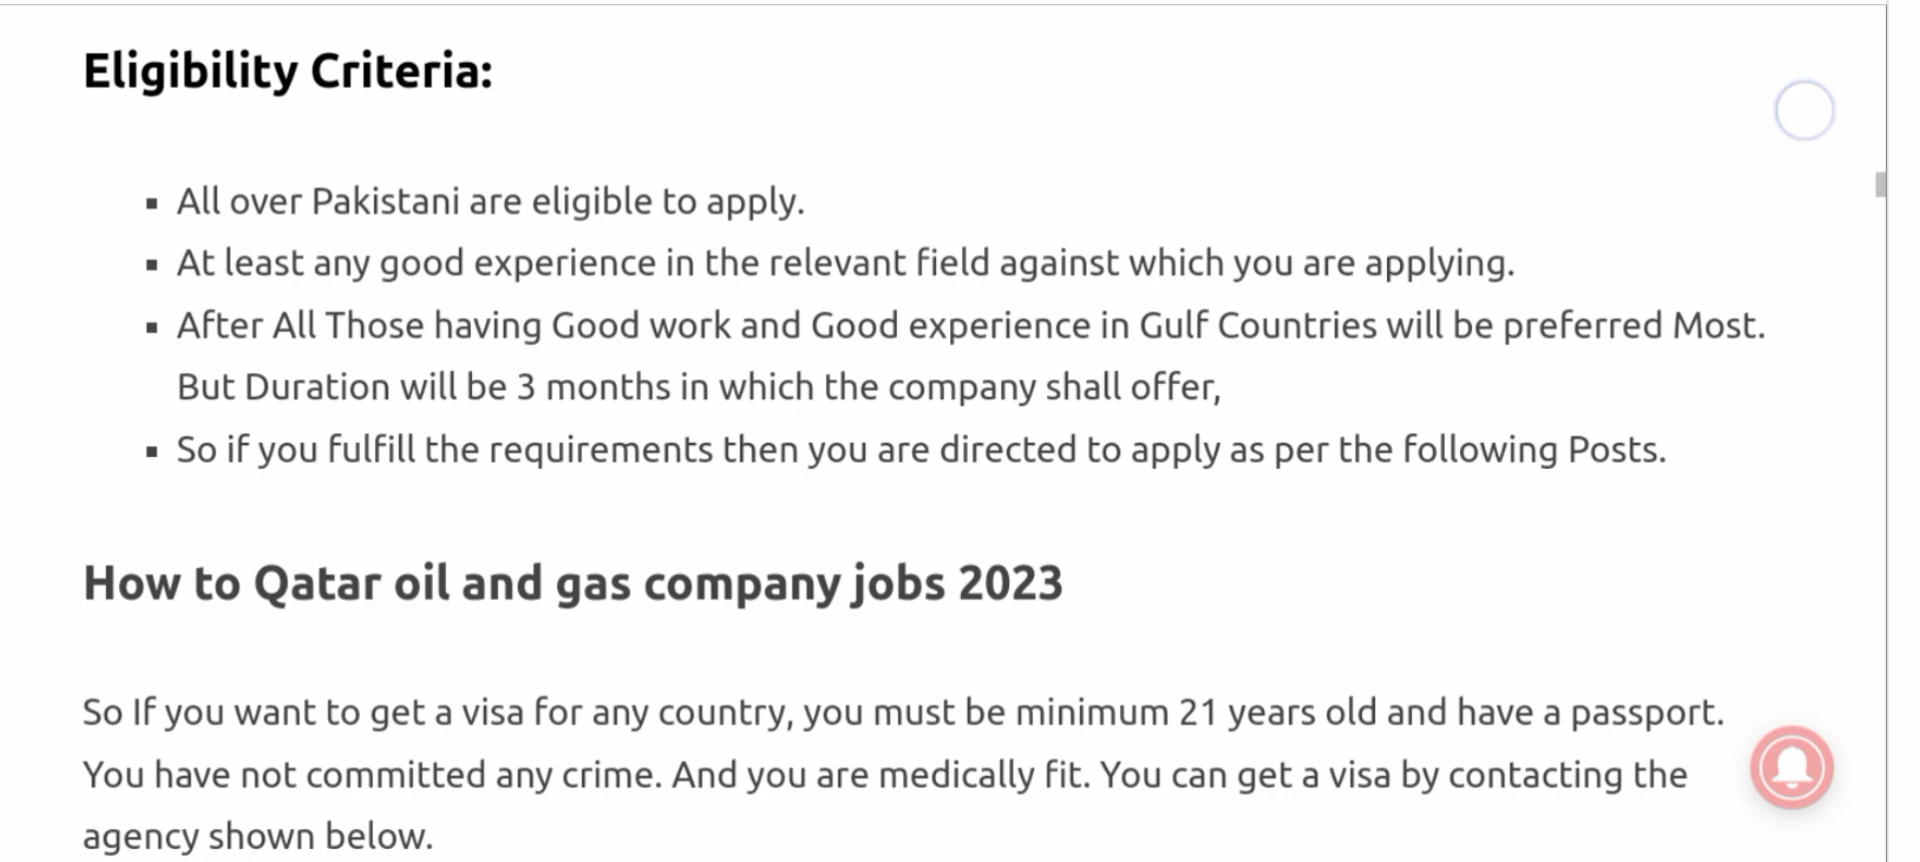 Eligibility Criteria:
All over Pakistani are eligible to apply.
At least any good experience in the relevant field against which you are applying.
After All Those having Good work and Good experience in Gulf Countries will be preferred Most.
But Duration will be 3 months in which the company shall offer,
So if you fulfill the requirements then you are directed to apply as per the following Posts.
How to Qatar oil and gas company jobs 2023
So If you want to get a visa for any country, you must be minimum 21 years old and have a passport.
You have not committed any crime. And you are medically fit. You can get a visa by contacting the
agency shown below.